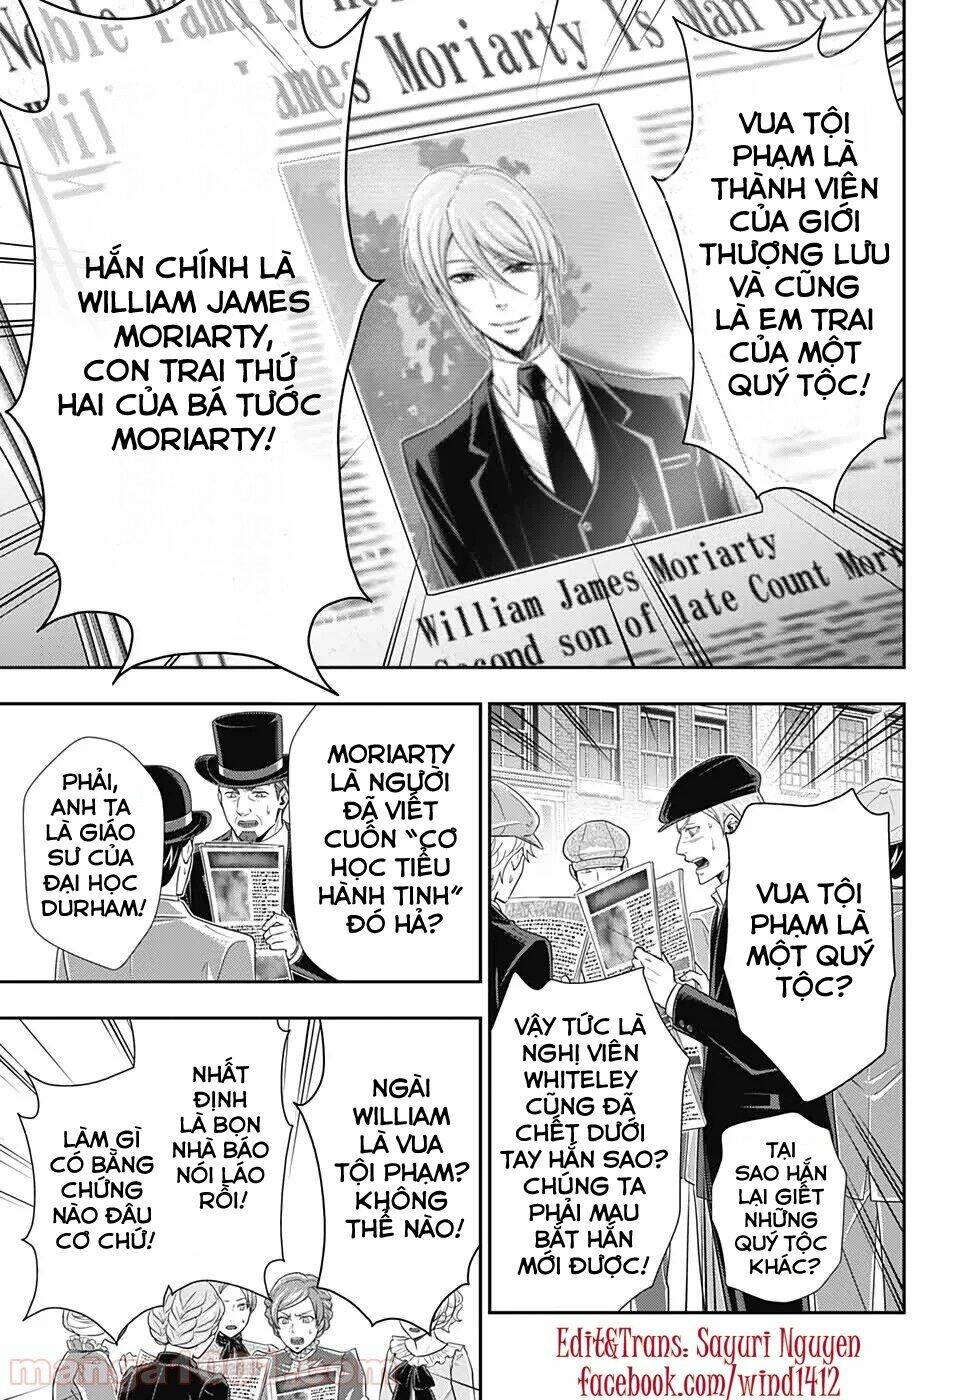 Noble Family
William James Moriarty Is Man Behind
VUA TỘI
PHẠM LÀ
THÀNH VIÊN
CỦA GIỚI
THƯỢNG LƯU
VÀ CŨNG
LÀ EM TRAI
CỦA MỘT
QUÝ TỘC!
HẮN CHÍNH LÀ
WILLIAM JAMES
MORIARTY,
CON TRAI THỨ
HAI CỦA BÁ TƯỚC
MORIARTY!
William James Moriarty
Second son of late Count Mori
VUA TỘI
PHẠM LÀ
MỘT QUÝ
TỘC?
TẠI
SAO HẮN
LẠI GIẾT
NHỮNG
QUÝ TỘC
KHÁC?
VẬY TỨC LÀ
NGHỊ VIÊN
WHITELEY
CŨNG ĐÃ
CHẾT DƯỚI
TAY HẮN SAO?
CHÚNG TA
PHẢI MAU
BẮT HẮN
MỚI ĐƯỢC!
MORIARTY
LÀ NGƯỜI
ĐÃ VIẾT
CUỐN "CƠ
HỌC TIỂU
HÀNH TINH"
ĐÓ HẢ?
PHẢI,
ANH TA
LÀ GIÁO
SƯ CỦA
ĐẠI HỌC
DURHAM!
NGÀI
WILLIAM
LÀ VUA
TỘI PHẠM?
KHÔNG
THỂ NÀO!
NHẤT
ĐỊNH
LÀ BỌN
NHÀ BÁO
NÓI LÁO
RỒI!
LÀM GÌ
CÓ BẰNG
CHỨNG
NÀO ĐÂU
CƠ CHỨ!
Edit&Trans: Sayuri Nguyen
facebook.com/wind1412